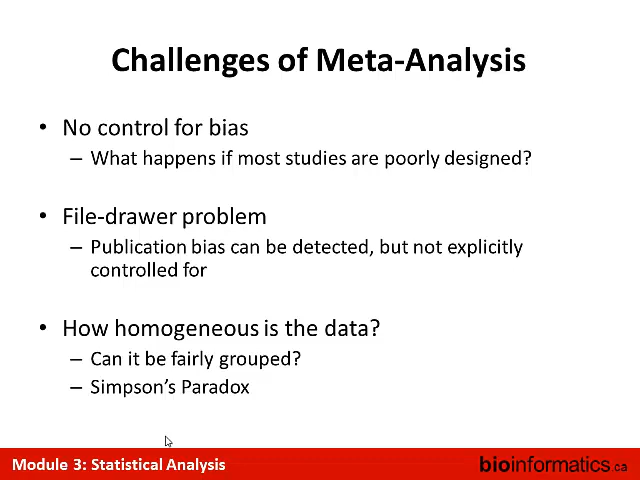 Challenges of Meta-Analysis
• No control for bias
– What happens if most studies are poorly designed?
• File-drawer problem
– Publication bias can be detected, but not explicitly
controlled for
• How homogeneous is the data?
– Can it be fairly grouped?
– Simpson's Paradox
Module 3: Statistical Analysis
bioinformatics.ca